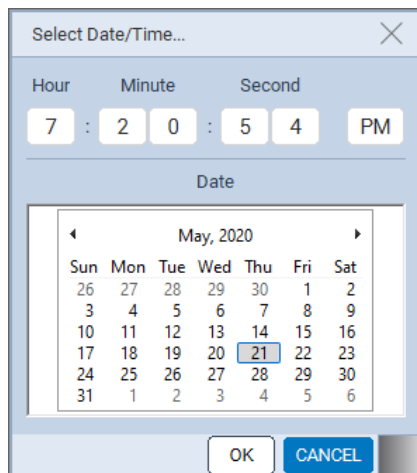 Select Date/Time...
Hour Minute Second
7 : 2 0 : 5 4 PM
Date
May, 2020
Sun Mon Tue Wed Thu Fri Sat
26 27 28 29 30 1 2
3 4 5 6 7 8 9
10 11 12 13 14 15 16
17 18 19 20 21 22 23
24 25 26 27 28 29 30
31 1 2 3 4 5 6
OK CANCEL